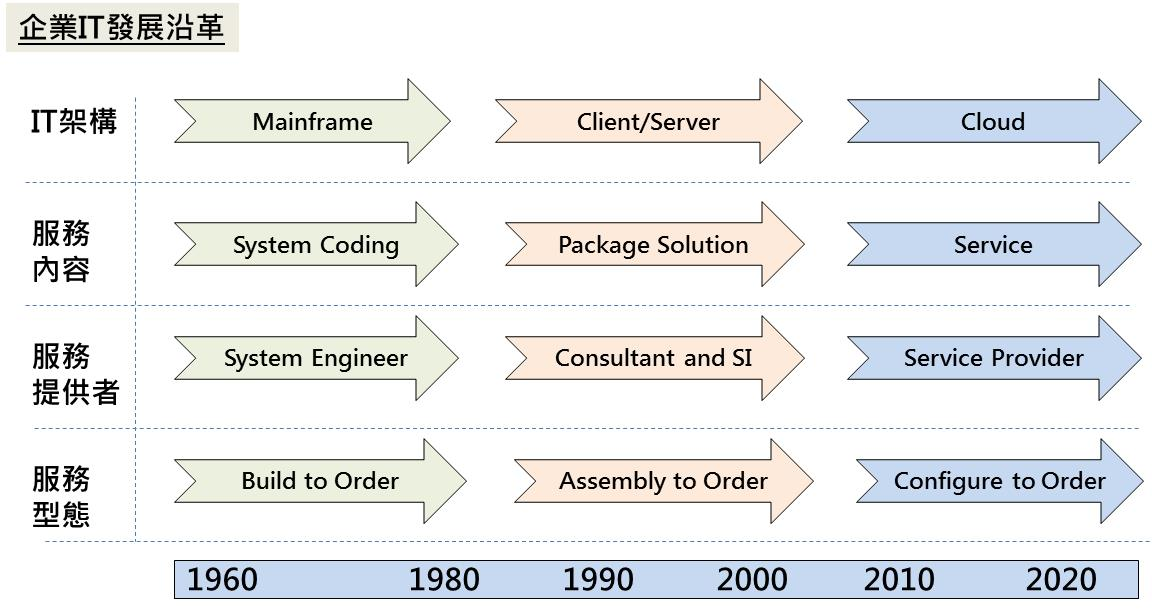 企業IT發展沿革
IT架構
Mainframe
Client/Server
Cloud
服務
內容
System Coding
Package Solution
Service
服務
提供者
System Engineer
Consultant and SI
Service Provider
服務
型態
Build to Order
Assembly to Order
Configure to Order
1960 1980 1990 2000 2010 2020